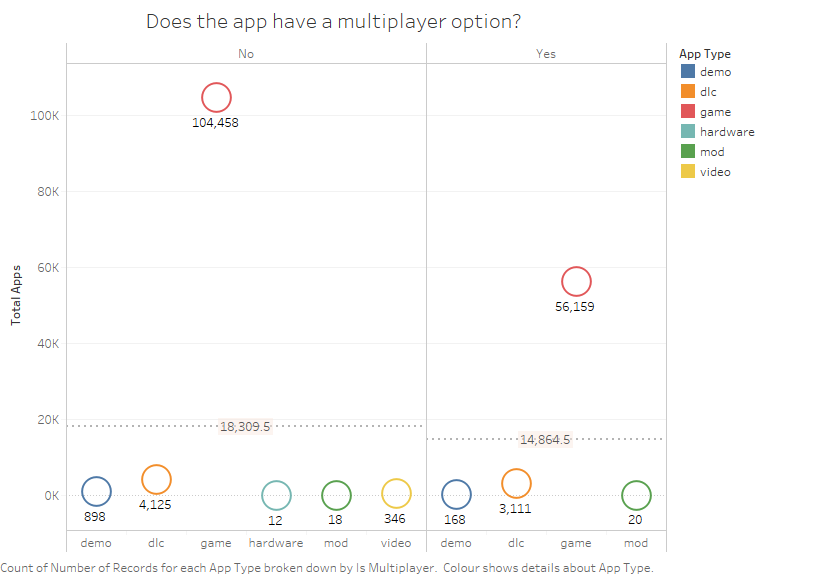 Does the app have a multiplayer option?
No
Yes
App Type
demo
dlc
game
hardware
mod
video
Total Apps
100K
80K
60K
40K
20K
0K
104,458
56,159
18,309.5
14,864.5
898
4,125
12
18
346
168
3,111
20
demo dlc game hardware mod video demo dlc game mod
Count of Number of Records for each App Type broken down by Is Multiplayer. Colour shows details about App Type.